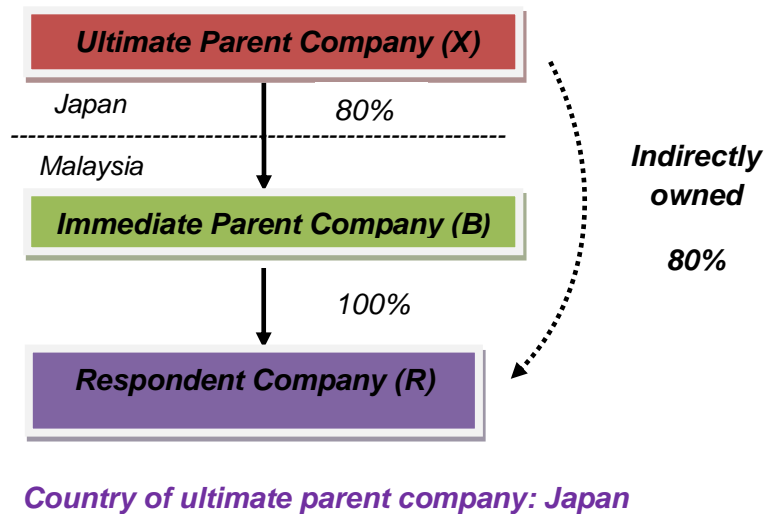 Ultimate Parent Company (X)
Japan
80%
Malaysia
Indirectly
owned
80%
Immediate Parent Company (B)
100%
Respondent Company (R)
Country of ultimate parent company: Japan